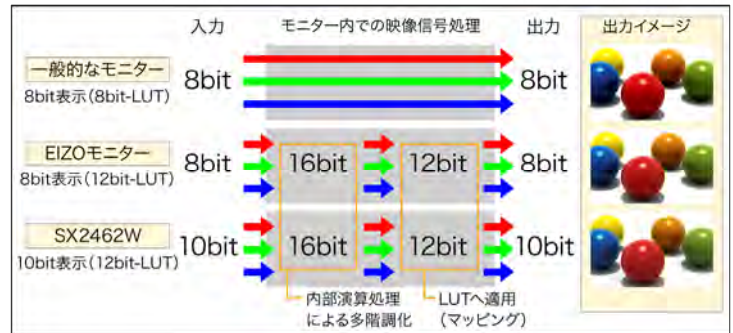 入力
モニター内での映像信号処理
出力
出力イメージ
一般的なモニター
8bit表示(8bit-LUT)
8bit
8bit
EIZOモニター
8bit表示(12bit-LUT)
8bit
16bit
12bit
8bit
SX2462W
10bit表示(12bit-LUT)
10bit
16bit
12bit
10bit
内部演算処理
による多階調化
LUTへ適用
(マッピング)